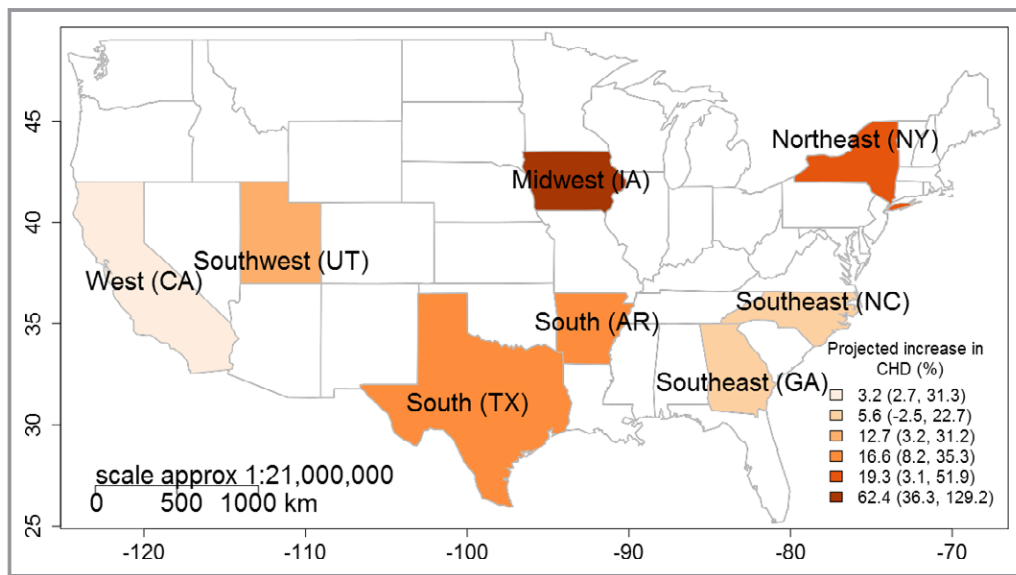 45
40
35
30
25
Northeast (NY)
Midwest (IA)
Southwest (UT)
West (CA)
Southeast (NC)
South (AR)
Southeast (GA)
South (TX)
Projected increase in
CHD (%)
3.2 (2.7, 31.3)
5.6 (-2.5, 22.7)
12.7 (3.2, 31.2)
16.6 (8.2, 35.3)
19.3 (3.1, 51.9)
62.4 (36.3, 129.2)
scale approx 1:21,000,000
0 500 1000 km
-120 -110 -100 -90 -80 -70